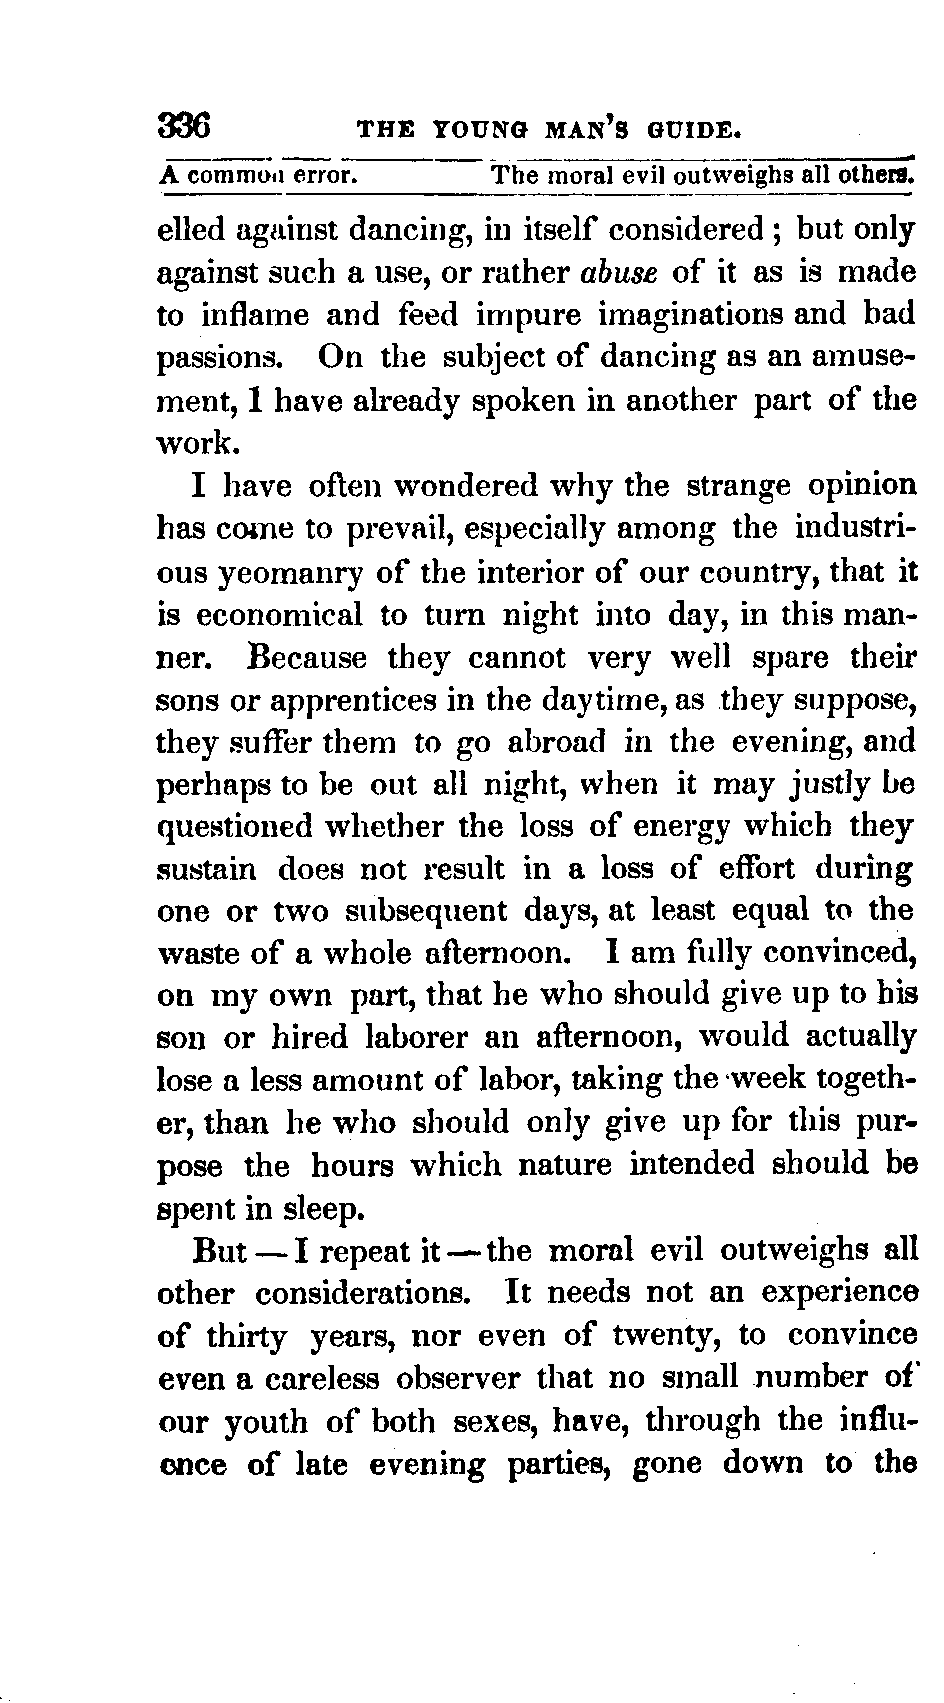 336 THE YOUNG MAN'S GUIDE.
A common error. The moral evil outweighs all others.
elled against dancing, in itself considered ; but only
against such a use, or rather abuse of it as is made
to inflame and feed impure imaginations and bad
passions. On the subject of dancing as an amuse-
ment, I have already spoken in another part of the
work.
I have often wondered why the strange opinion
has come to prevail, especially among the industri-
ous yeomanry of the interior of our country, that it
is economical to turn night into day, in this man-
ner. Because they cannot very well spare their
sons or apprentices in the daytime, as they suppose,
they suffer them to go abroad in the evening, and
perhaps to be out all night, when it may justly be
questioned whether the loss of energy which they
sustain does not result in a loss of effort during
one or two subsequent days, at least equal to the
waste of a whole afternoon. I am fully convinced,
on my own part, that he who should give up to his
son or hired laborer an afternoon, would actually
lose a less amount of labor, taking the week togeth-
er, than he who should only give up for this pur-
pose the hours which nature intended should be
spent in sleep.
But — I repeat it — the moral evil outweighs all
other considerations. It needs not an experience
of thirty years, nor even of twenty, to convince
even a careless observer that no small number of
our youth of both sexes, have, through the influ-
ence of late evening parties, gone down to the